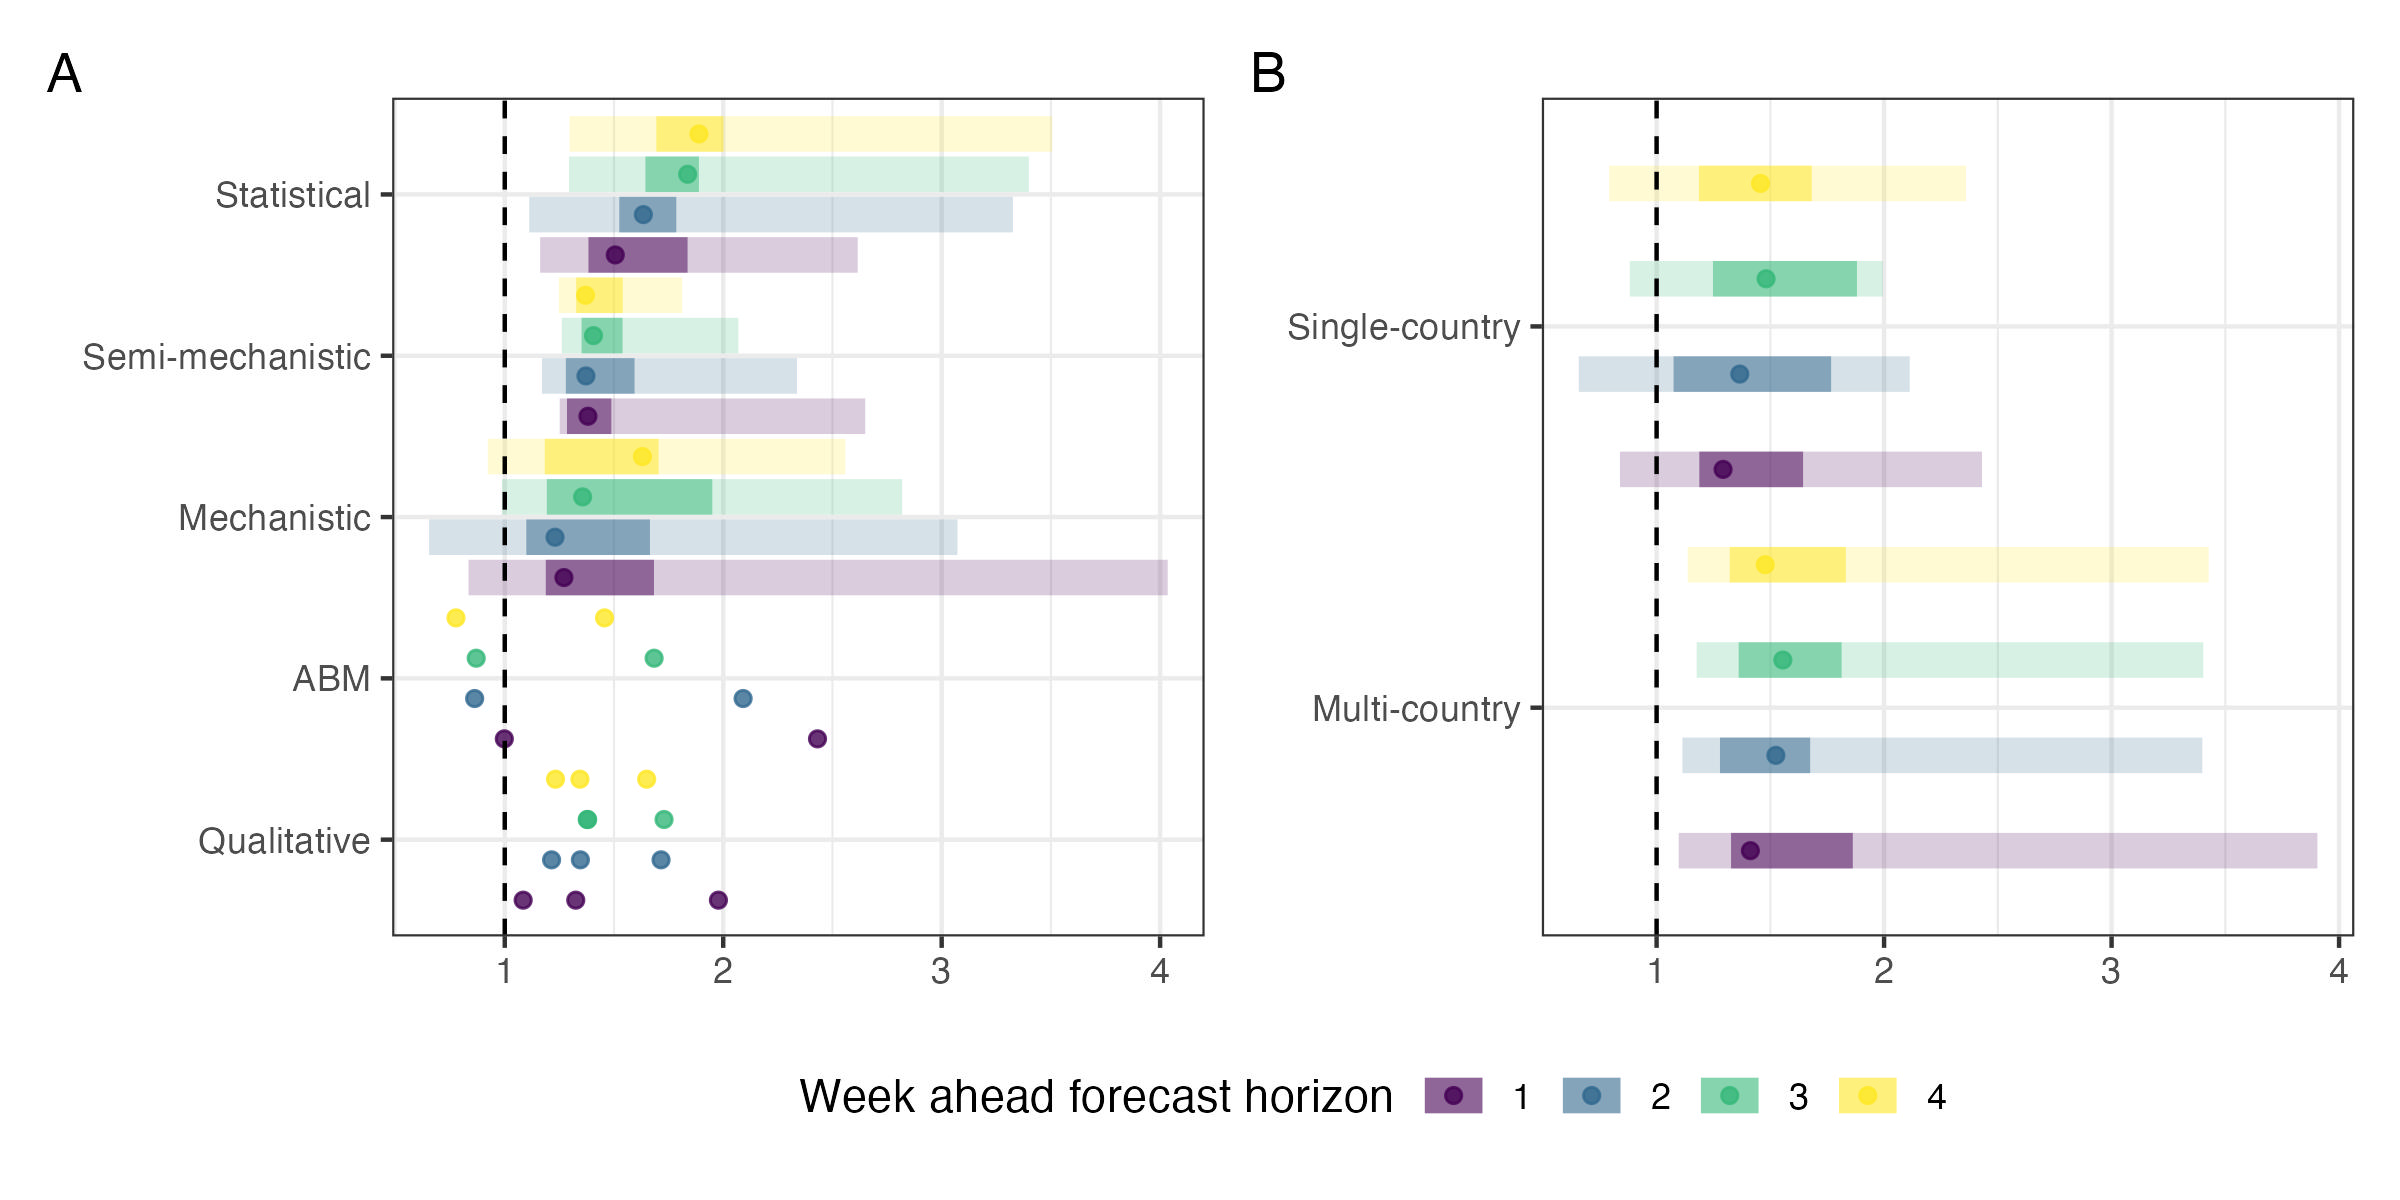 A
B
Statistical
Semi-mechanistic
Mechanistic
ABM
Qualitative
1 2 3 4
Single-country
Multi-country
1 2 3 4
Week ahead forecast horizon 1 2 3 4